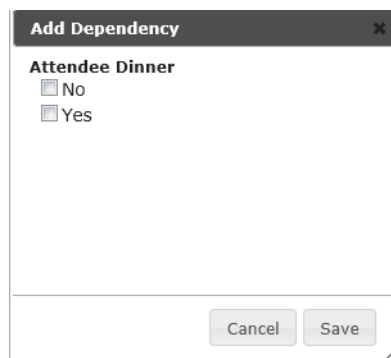 Add Dependency
Attendee Dinner
No
Yes
Cancel Save